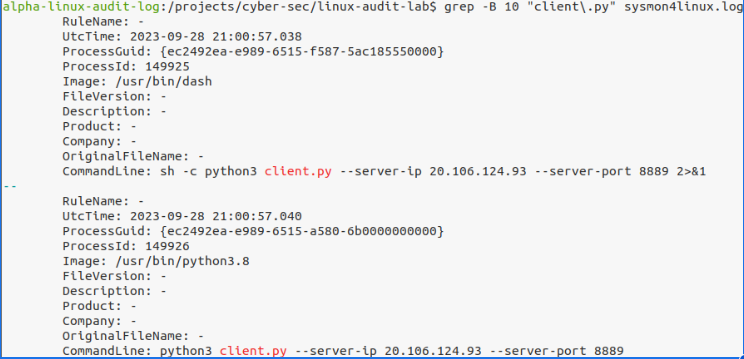 alpha-linux-audit-log:/projects/cyber-sec/linux-audit-lab$ grep -B 10 "client\.py" sysmon4linux.log
RuleName: -
UtcTime: 2023-09-28 21:00:57.038
ProcessGuid: {ec2492ea-e989-6515-f587-5ac185550000}
ProcessId: 149925
Image: /usr/bin/dash
FileVersion: -
Description: -
Product: -
Company: -
OriginalFileName: -
CommandLine: sh -c python3 client.py --server-ip 20.106.124.93 --server-port 8889 2>&1
--
RuleName: -
UtcTime: 2023-09-28 21:00:57.040
ProcessGuid: {ec2492ea-e989-6515-a580-6b0000000000}
ProcessId: 149926
Image: /usr/bin/python3.8
FileVersion: -
Description: -
Product: -
Company: -
OriginalFileName: -
CommandLine: python3 client.py --server-ip 20.106.124.93 --server-port 8889